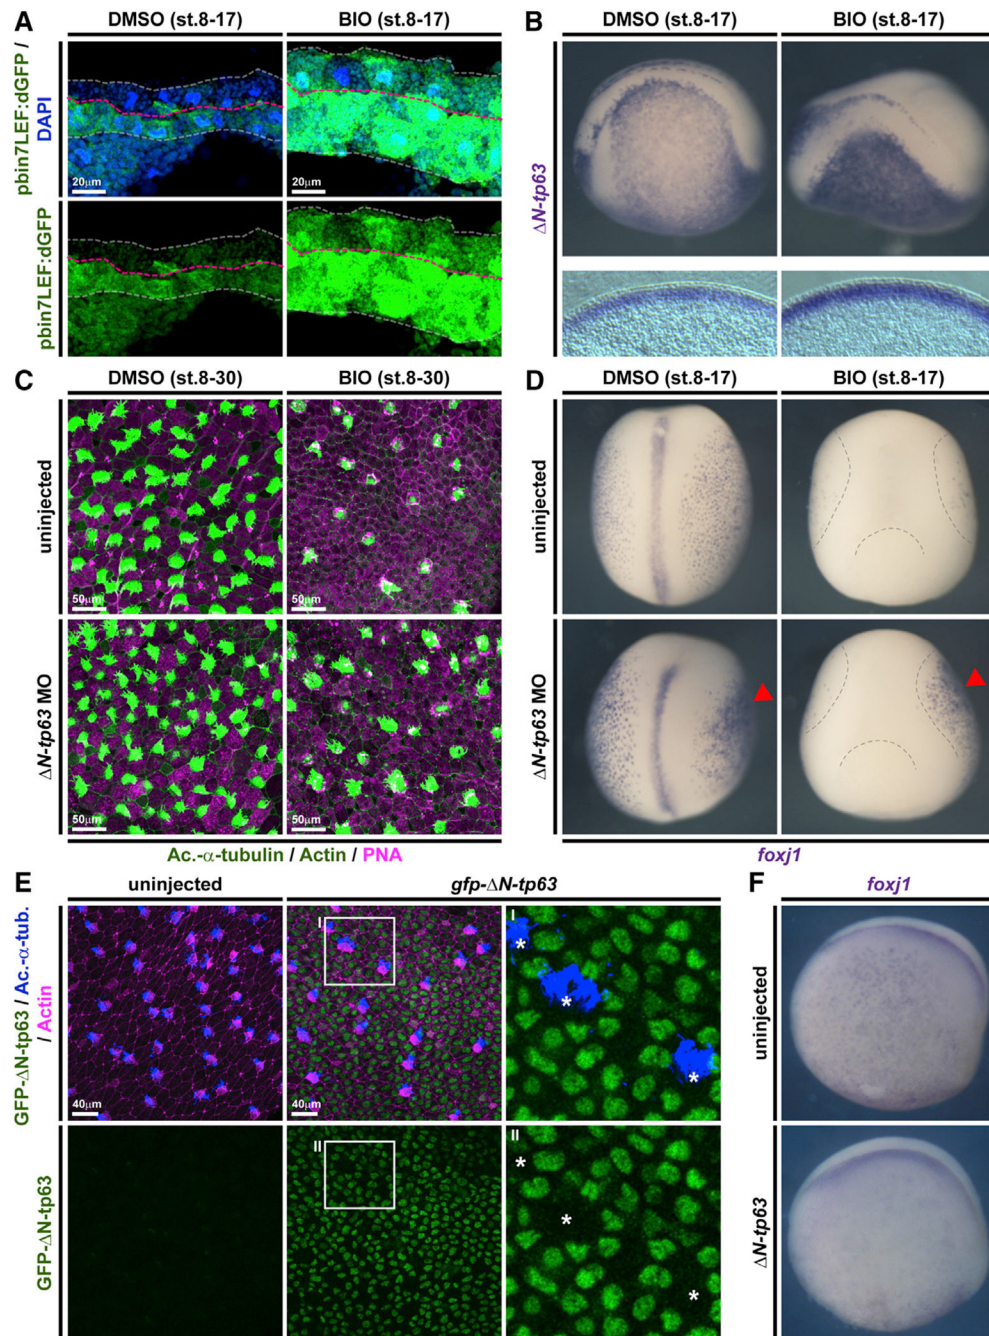 A
DMSO (st.8-17)
BIO (st.8-17)
pbin7LEF:dGFP /
DAPI
20µm
20µm
pbin7LEF:dGFP
B
DMSO (st.8-17)
BIO (st.8-17)
ΔN-tp63
C
DMSO (st.8-30)
BIO (st.8-30)
uninjected
50µm
50µm
ΔN-tp63 MO
50µm
50µm
Ac.-α-tubulin / Actin / PNA
D
DMSO (st.8-17)
BIO (st.8-17)
uninjected
ΔN-tp63 MO
foxj1
E
uninjected
gfp-ΔN-tp63
GFP-ΔN-tp63 / Ac.-α-tub.
/ Actin
40µm
I
40µm
I
*
*
*
GFP-ΔN-tp63
II
II
*
*
*
F
foxj1
uninjected
ΔN-tp63